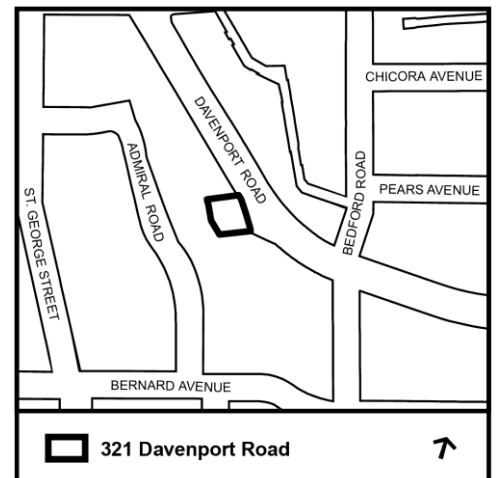 CHICORA AVENUE
DAVENPORT ROAD
ADMIRAL ROAD
BEDFORD ROAD
PEARS AVENUE
ST. GEORGE STREET
BERNARD AVENUE
321 Davenport Road